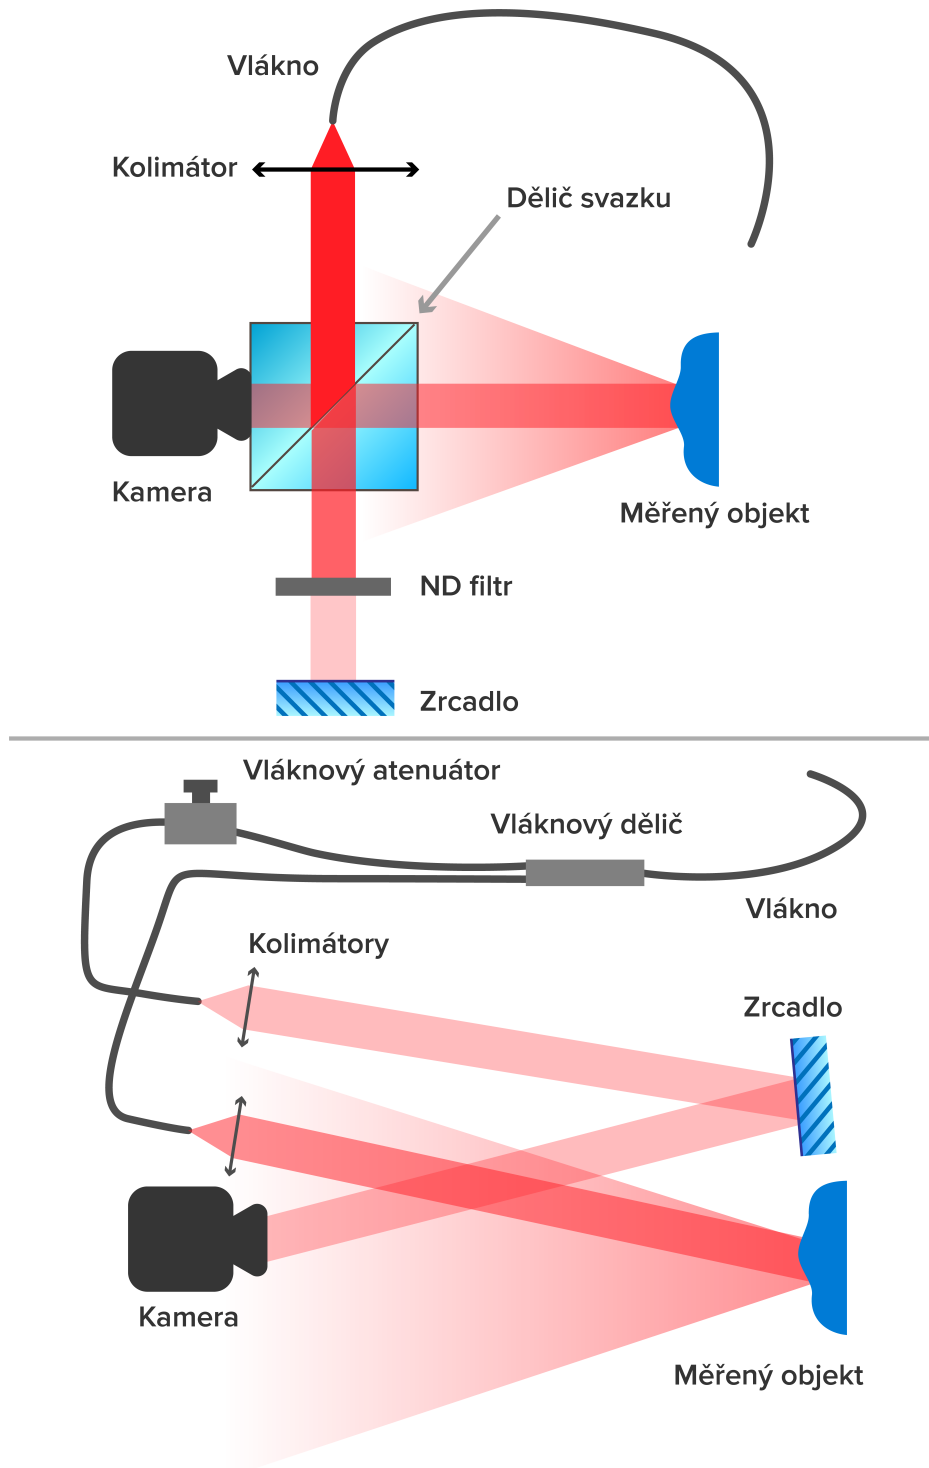 Vlákno
Kolimátor
Dělič svazku
Kamera
Měřený objekt
ND filtr
Zrcadlo
Vláknový atenuátor
Vláknový dělič
Vlákno
Kolimátory
Zrcadlo
Kamera
Měřený objekt